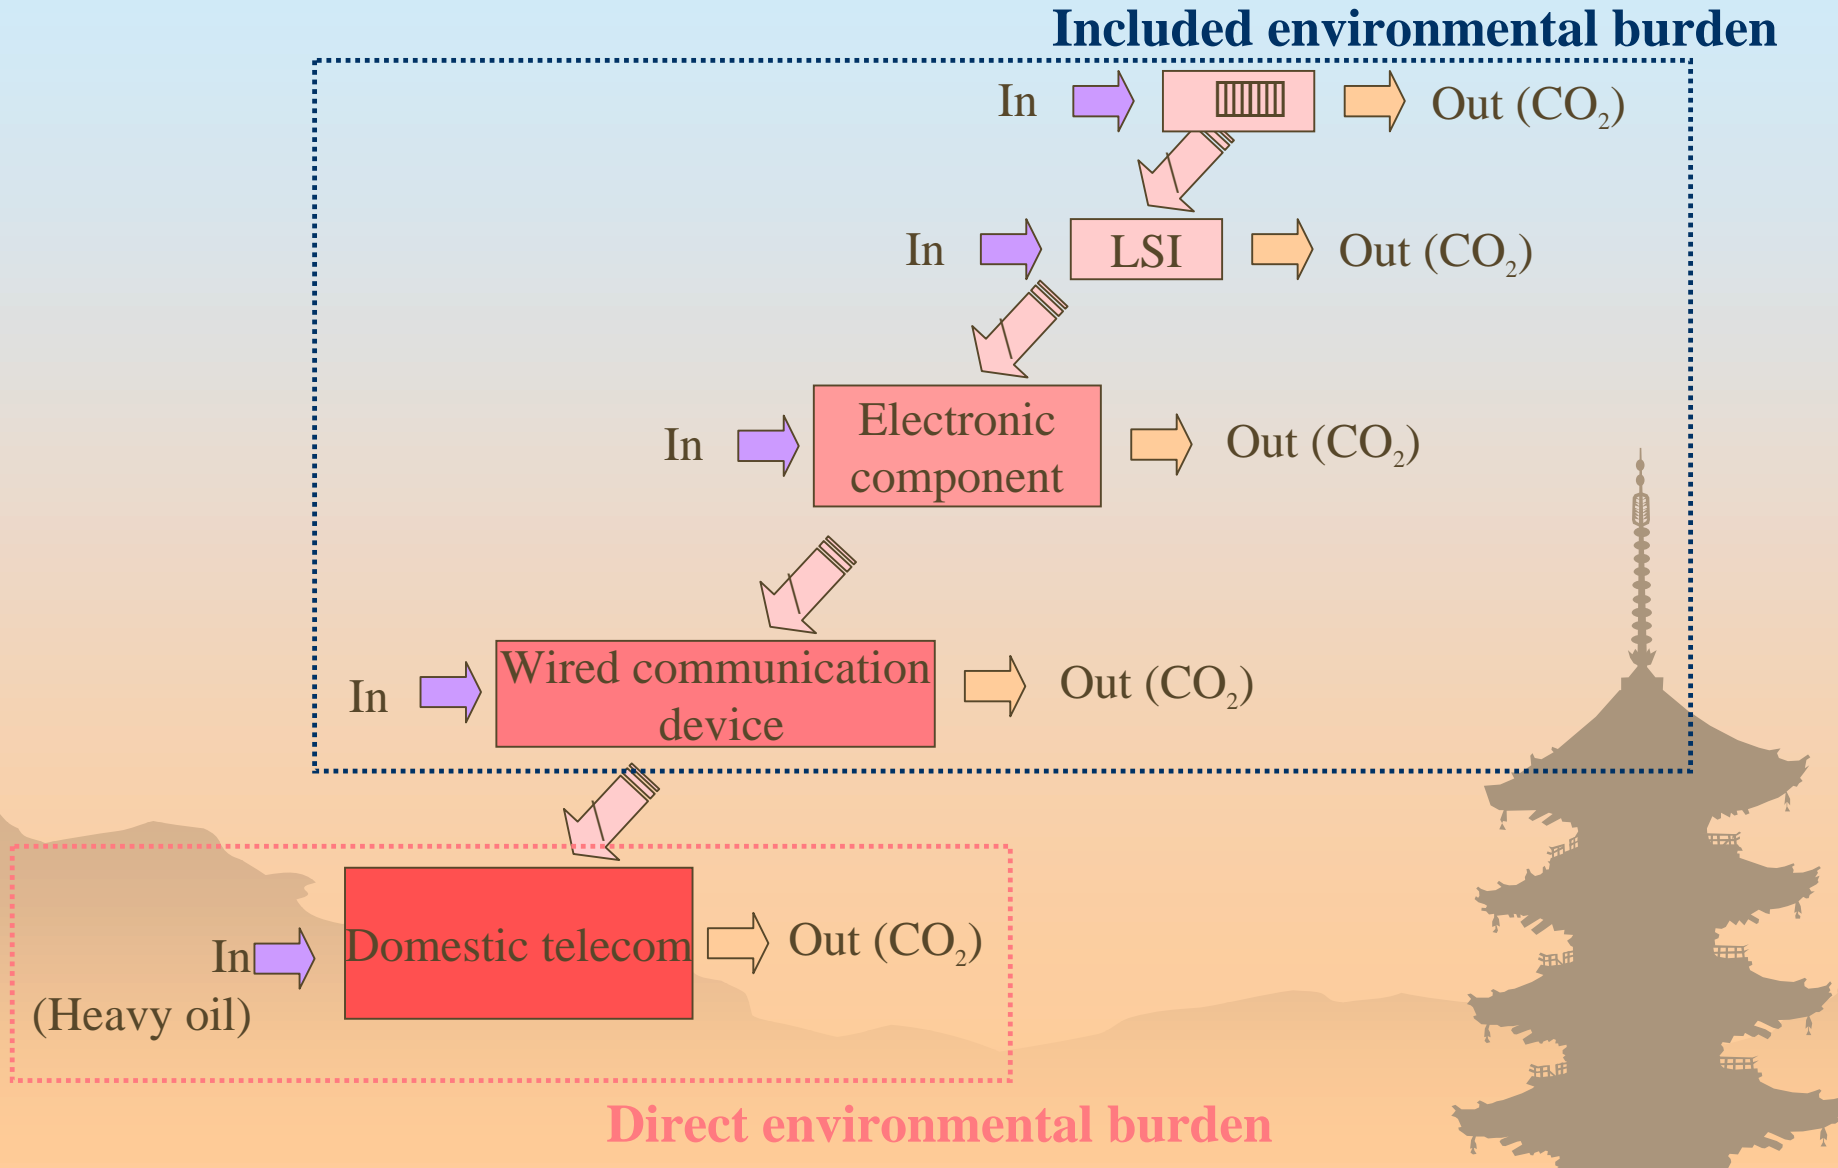 Included environmental burden
In Out (CO₂)
In LSI Out (CO₂)
Electronic
In Out (CO₂)
component
Wired communication
In Out (CO₂)
device
In Domestic telecom Out (CO₂)
(Heavy oil)
Direct environmental burden